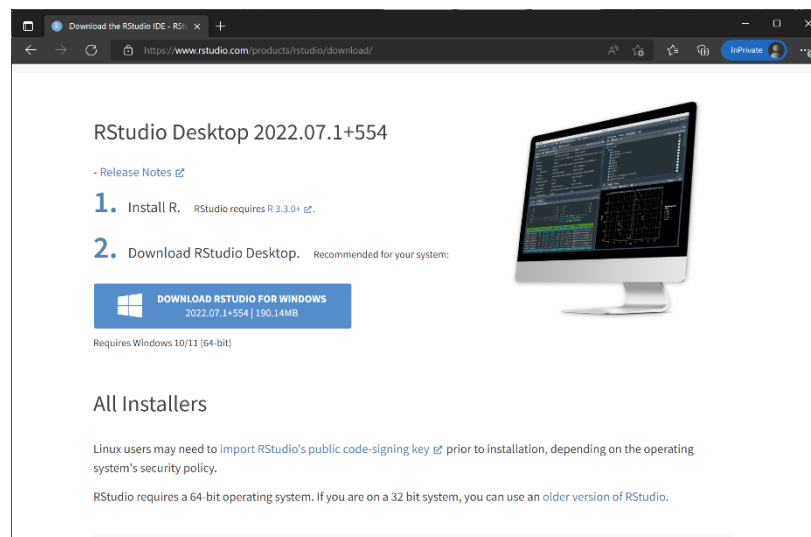 Download the RStudio IDE - RSt
https://www.rstudio.com/products/rstudio/download/
InPrivate
RStudio Desktop 2022.07.1+554
- Release Notes
1. Install R. RStudio requires R 3.3.0+.
2. Download RStudio Desktop. Recommended for your system:
DOWNLOAD RSTUDIO FOR WINDOWS
2022.07.1+554 | 190.14MB
Requires Windows 10/11 (64-bit)
All Installers
Linux users may need to import RStudio's public code-signing key prior to installation, depending on the operating
system's security policy.
RStudio requires a 64-bit operating system. If you are on a 32 bit system, you can use an older version of RStudio.